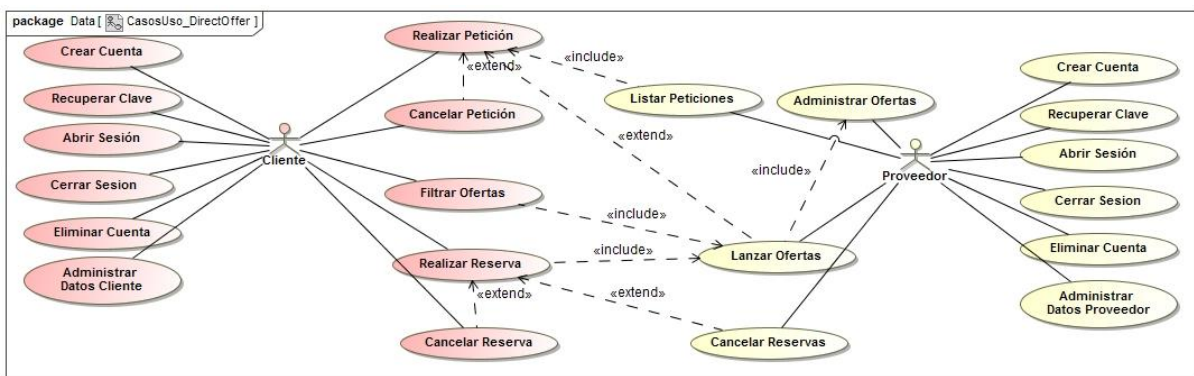 package Data [ CasosUso_DirectOffer ]
Crear Cuenta
Recuperar Clave
Abrir Sesión
Cerrar Sesion
Eliminar Cuenta
Administrar
Datos Cliente
Cliente
Realizar Petición
«extend»
Cancelar Petición
Filtrar Ofertas
Realizar Reserva
«extend»
Cancelar Reserva
«include»
«extend»
«include»
«include»
«include»
«extend»
Listar Peticiones
Administrar Ofertas
Lanzar Ofertas
Cancelar Reservas
Proveedor
Crear Cuenta
Recuperar Clave
Abrir Sesión
Cerrar Sesion
Eliminar Cuenta
Administrar
Datos Proveedor